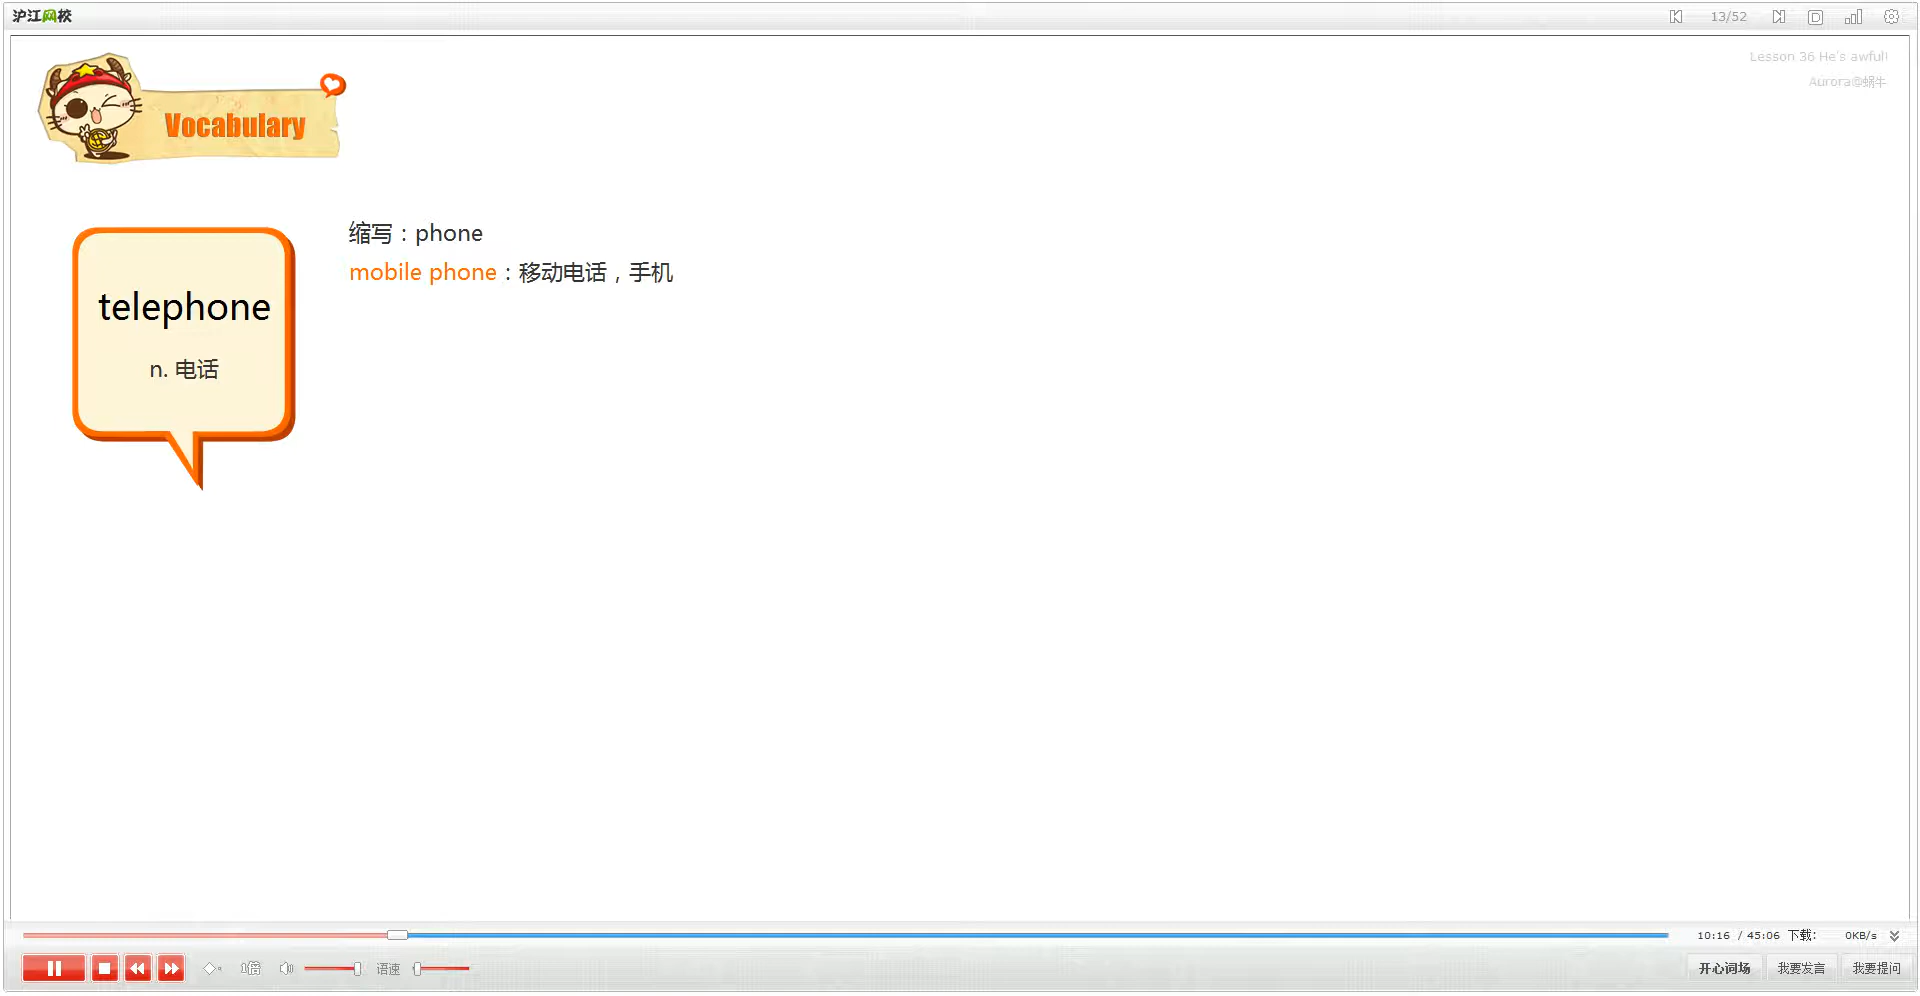 沪江网校
13/52
Lesson 36 He's awful!
Aurora@蜗牛
Vocabulary
telephone
n. 电话
缩写：phone
mobile phone：移动电话，手机
10:16 / 45:06 下载: 0KB/s
1倍
语速
开心词场
我要发言
我要提问